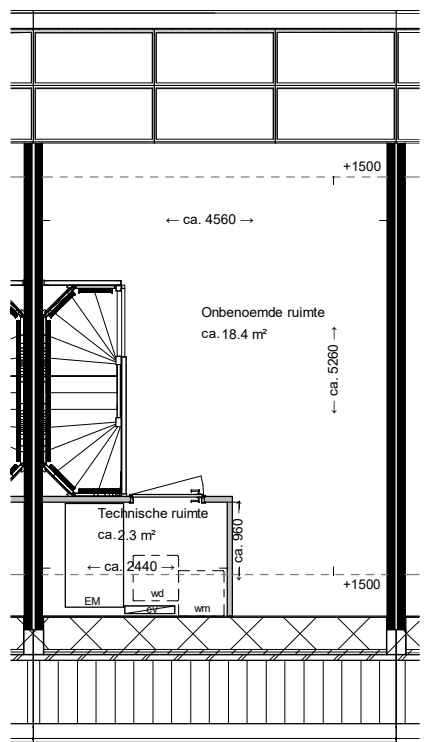 +1500
← ca. 4560 →
Onbenoemde ruimte
ca. 18.4 m²
← ca. 5260 →
Technische ruimte
ca. 2.3 m²
← ca. 960 →
← ca. 2440 →
+1500
wd
EM
cv
wm